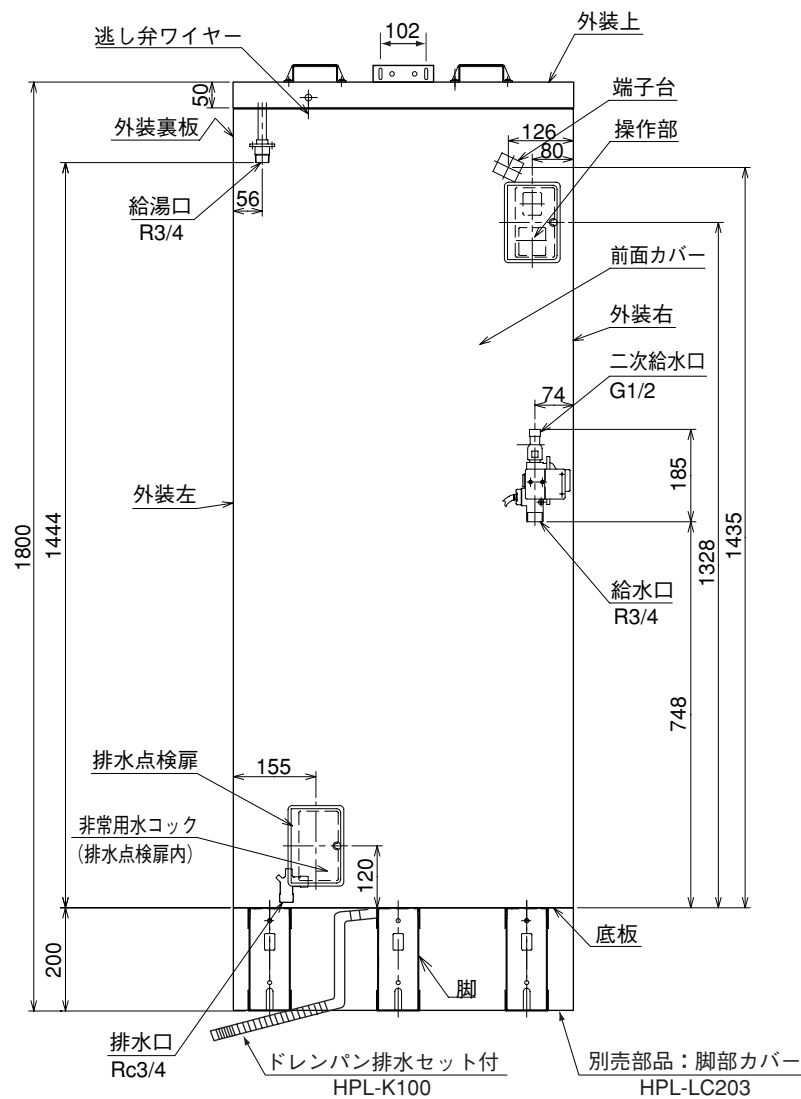 逃し弁ワイヤー
102
外装上
50
外装裏板
端子台
126
操作部
80
給湯口
R3/4
56
前面カバー
外装右
二次給水口
G1/2
74
185
外装左
1800
1444
1328
1435
給水口
R3/4
748
排水点検扉
155
非常用水コック
(排水点検扉内)
120
200
底板
脚
排水口
Rc3/4
ドレンパン排水セット付
HPL-K100
別売部品：脚部カバー
HPL-LC203